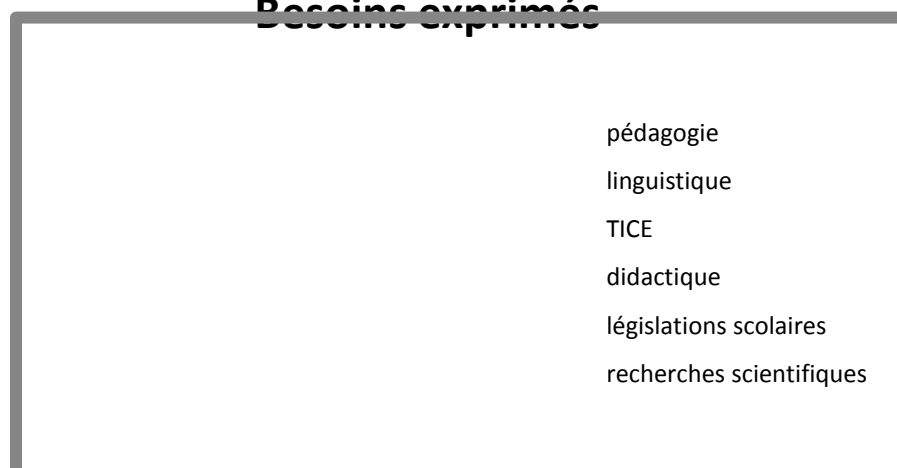 Besoins exprimés
pédagogie
linguistique
TICE
didactique
législations scolaires
recherches scientifiques